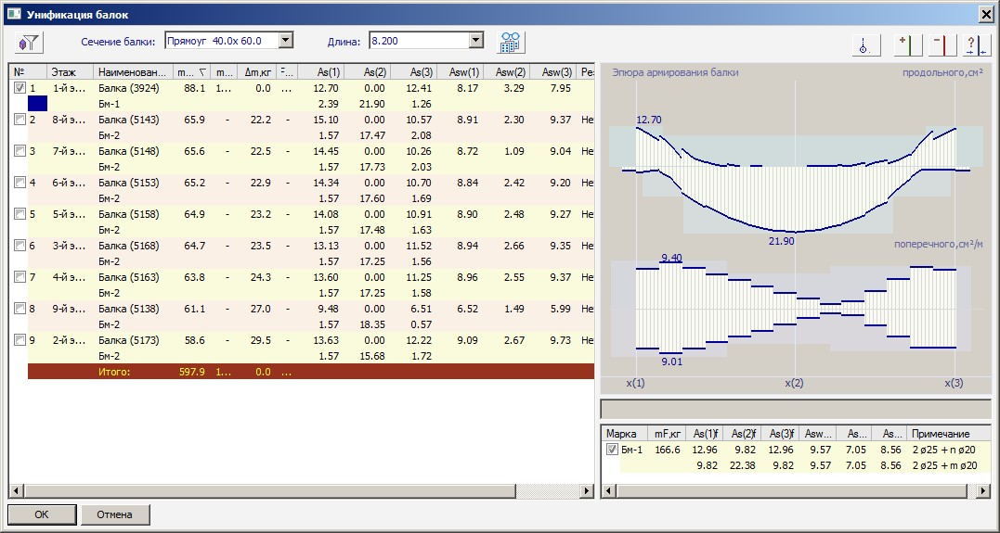 Унификация балок
Сечение балки: Прямоуг 40.0x 60.0 Длина: 8.200
№ Этаж Наименован... m... m... Δm,кг F... As(1) As(2) As(3) Asw(1) Asw(2) Asw(3) Рез
1 1-й э... Балка (3924) 88.1 1... 0.0 ... 12.70 0.00 12.41 8.17 3.29 7.95
Бм-1 2.39 21.90 1.26
2 8-й э... Балка (5143) 65.9 - 22.2 - 15.10 0.00 10.57 8.91 2.30 9.37 Не
Бм-2 1.57 17.47 2.08
3 7-й э... Балка (5148) 65.6 - 22.5 - 14.45 0.00 10.26 8.72 1.09 9.04 Не
Бм-2 1.57 17.73 2.03
4 6-й э... Балка (5153) 65.2 - 22.9 - 14.34 0.00 10.70 8.84 2.42 9.20 Не
Бм-2 1.57 17.60 1.69
5 5-й э... Балка (5158) 64.9 - 23.2 - 14.08 0.00 10.91 8.90 2.48 9.27 Не
Бм-2 1.57 17.48 1.63
6 3-й э... Балка (5168) 64.7 - 23.5 - 13.13 0.00 11.52 8.94 2.66 9.35 Не
Бм-2 1.57 17.25 1.56
7 4-й э... Балка (5163) 63.8 - 24.3 - 13.60 0.00 11.25 8.96 2.55 9.37 Не
Бм-2 1.57 17.25 1.58
8 9-й э... Балка (5138) 61.1 - 27.0 - 9.48 0.00 6.51 6.52 1.49 5.99 Не
Бм-2 1.57 18.35 0.57
9 2-й э... Балка (5173) 58.6 - 29.5 - 13.63 0.00 12.22 9.09 2.67 9.73 Не
Бм-2 1.57 15.68 1.72
Итого: 597.9 1... 0.0 ...
Эпюра армирования балки продольного,см²
12.70
21.90
поперечного,см²/м
9.40
9.01
x(1) x(2) x(3)
Марка mF,кг As(1)f As(2)f As(3)f Asw... As... As... Примечание
Бм-1 166.6 12.96 9.82 12.96 9.57 7.05 8.56 2 ø25 + n ø20
9.82 22.38 9.82 9.57 7.05 8.56 2 ø25 + m ø20
OK Отмена